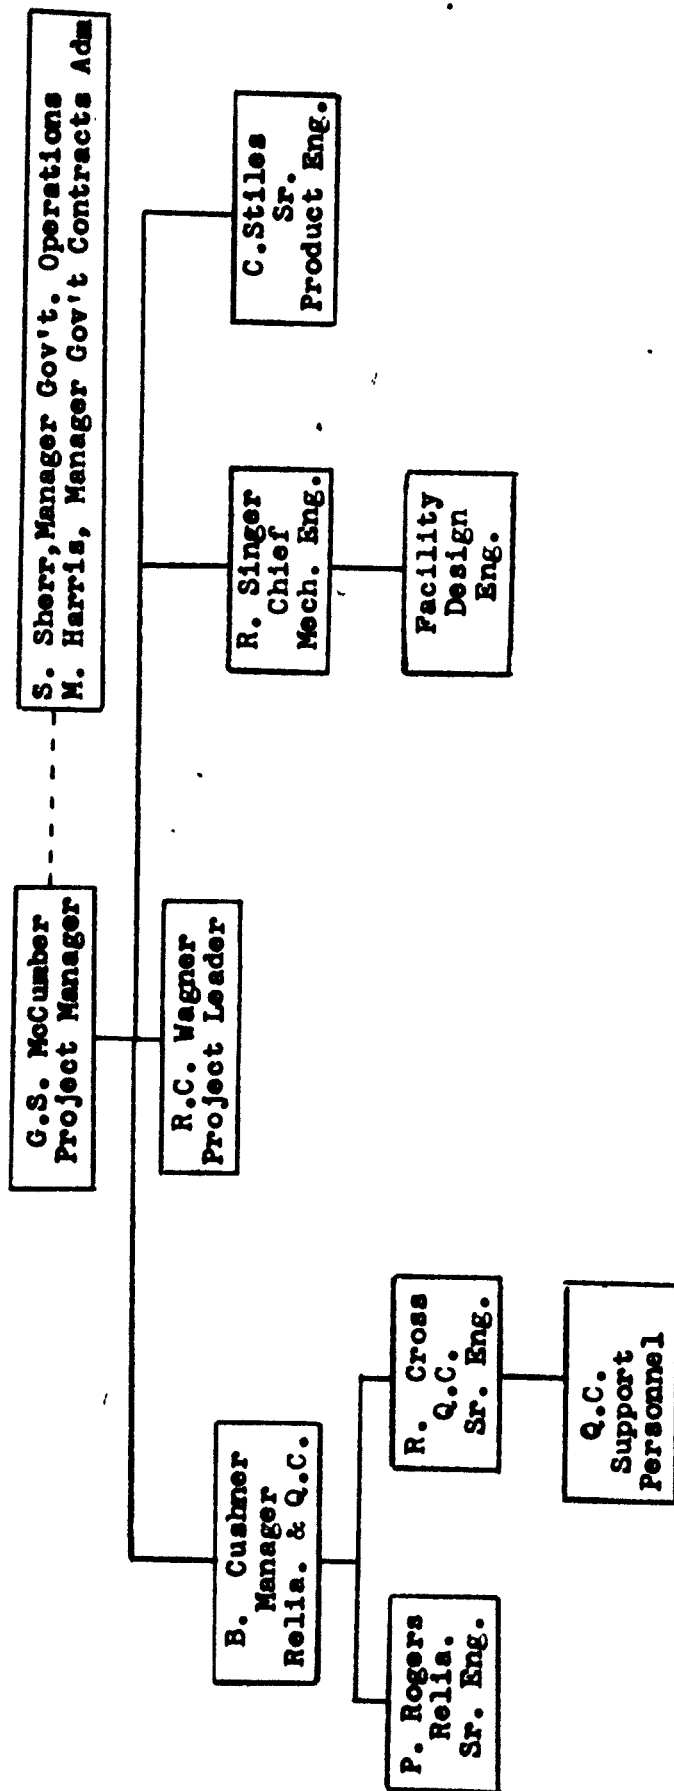 G.S. McCumber
Project Manager
S. Sherr, Manager Gov't. Operations
M. Harris, Manager Gov't Contracts Adm
R.C. Wagner
Project Leader
B. Cushner
Manager
Relia. & Q.C.
R. Singer
Chief
Mech. Eng.
C.Stiles
Sr.
Product Eng.
P. Rogers
Relia.
Sr. Eng.
R. Cross
Q.C.
Sr. Eng.
Facility
Design
Eng.
Q.C.
Support
Personnel